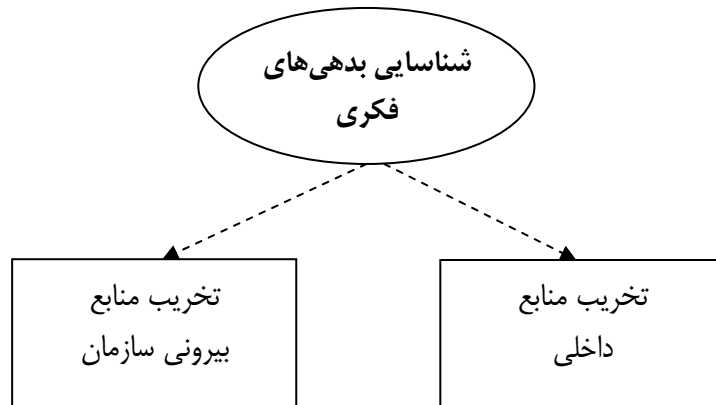 شناسایی بدهی‌های
فکری
تخریب منابع
داخلی
تخریب منابع
بیرونی سازمان